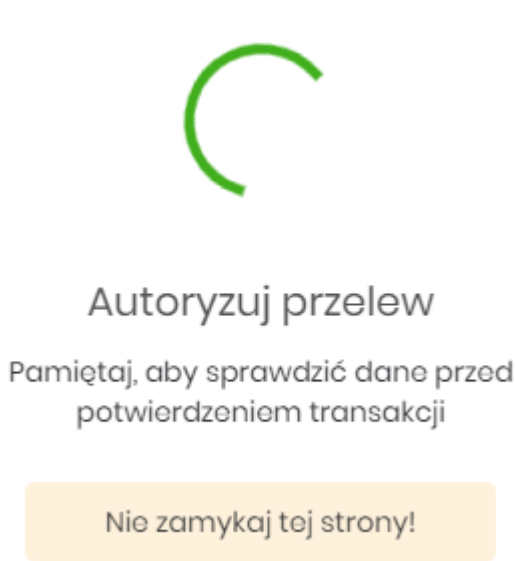 Autoryzuj przelew
Pamiętaj, aby sprawdzić dane przed
potwierdzeniem transakcji
Nie zamykaj tej strony!